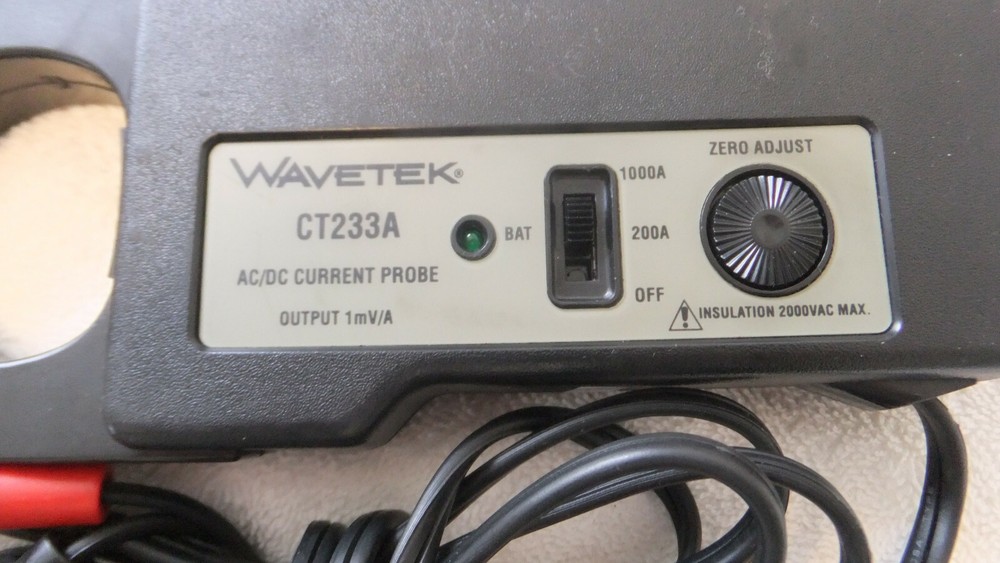 WAVETEK®
CT233A
AC/DC CURRENT PROBE
OUTPUT 1mV/A
BAT
1000A
200A
OFF
ZERO ADJUST
INSULATION 2000VAC MAX.